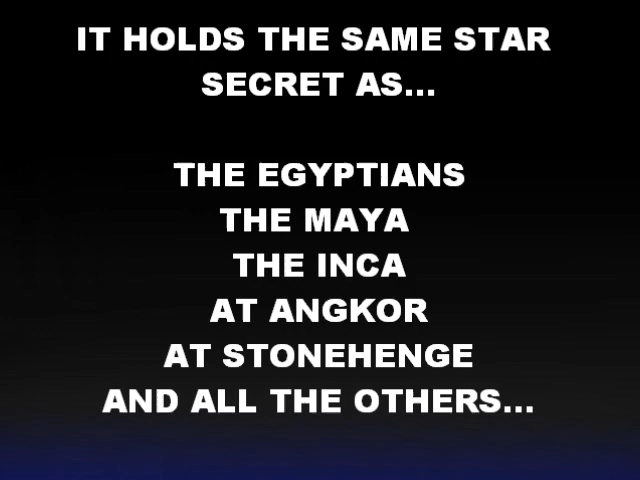 IT HOLDS THE SAME STAR
SECRET AS...
THE EGYPTIANS
THE MAYA
THE INCA
AT ANGKOR
AT STONEHENGE
AND ALL THE OTHERS...